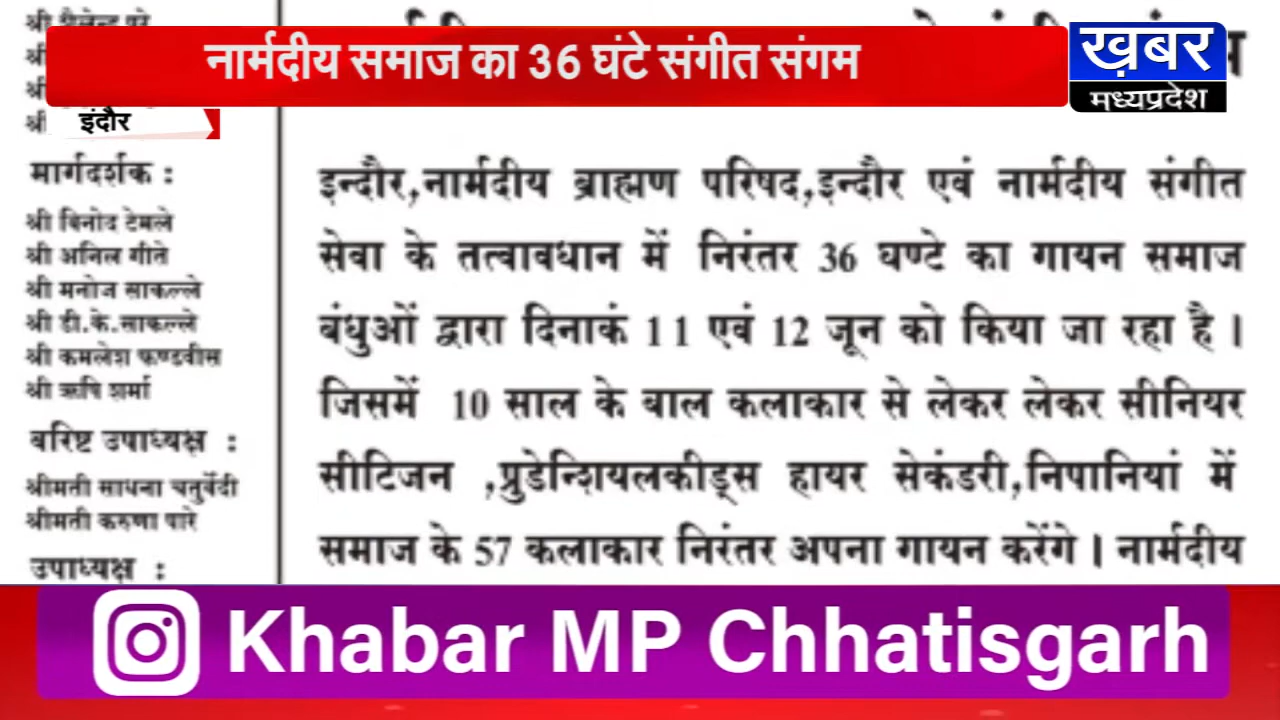 नार्मदीय समाज का 36 घंटे संगीत संगम
ख़बर
मध्यप्रदेश
इंदौर
श्री
श्री
श्री
मार्गदर्शक :
श्री विनोद टेमले
श्री अनिल गीते
श्री मनोज साकल्ले
श्री डी.के.साकल्ले
श्री कमलेश फण्डवीस
श्री ऋषि शर्मा
वरिष्ट उपाध्यक्ष :
श्रीमती साधना चतुर्वेदी
श्रीमती करुणा पारे
उपाध्यक्ष :
इन्दौर,नार्मदीय ब्राह्मण परिषद,इन्दौर एवं नार्मदीय संगीत
सेवा के तत्वावधान में निरंतर 36 घण्टे का गायन समाज
बंधुओं द्वारा दिनाकं 11 एवं 12 जून को किया जा रहा है ।
जिसमें 10 साल के बाल कलाकार से लेकर लेकर सीनियर
सीटिजन ,प्रुडेन्शियलकीड्स हायर सेकंडरी,निपानियां में
समाज के 57 कलाकार निरंतर अपना गायन करेंगे । नार्मदीय
Khabar MP Chhatisgarh